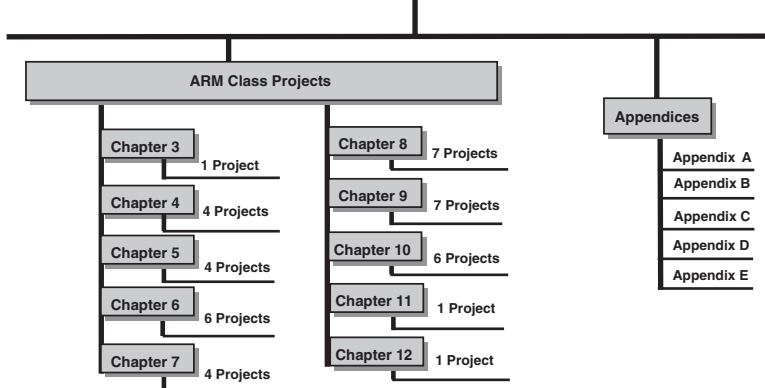 ARM Class Projects
Chapter 3
1 Project
Chapter 4
4 Projects
Chapter 5
4 Projects
Chapter 6
6 Projects
Chapter 7
4 Projects
Chapter 8
7 Projects
Chapter 9
7 Projects
Chapter 10
6 Projects
Chapter 11
1 Project
Chapter 12
1 Project
Appendices
Appendix A
Appendix B
Appendix C
Appendix D
Appendix E